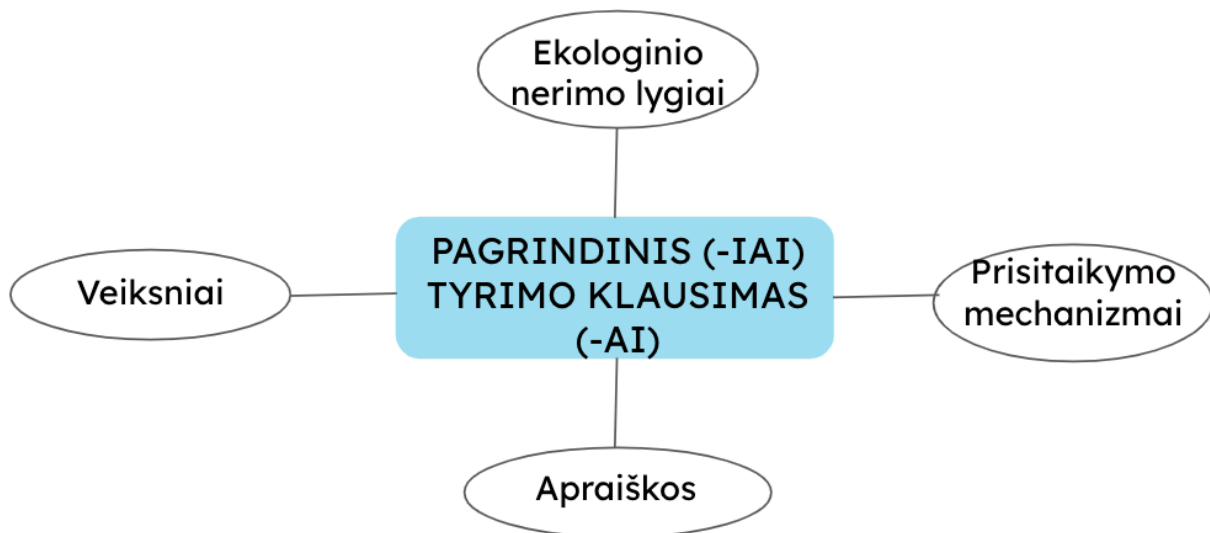 Ekologinio
nerimo lygiai
PAGRINDINIS (-IAI)
TYRIMO KLAUSIMAS
(-AI)
Veiksniai
Prisitaikymo
mechanizmai
Apraiškos